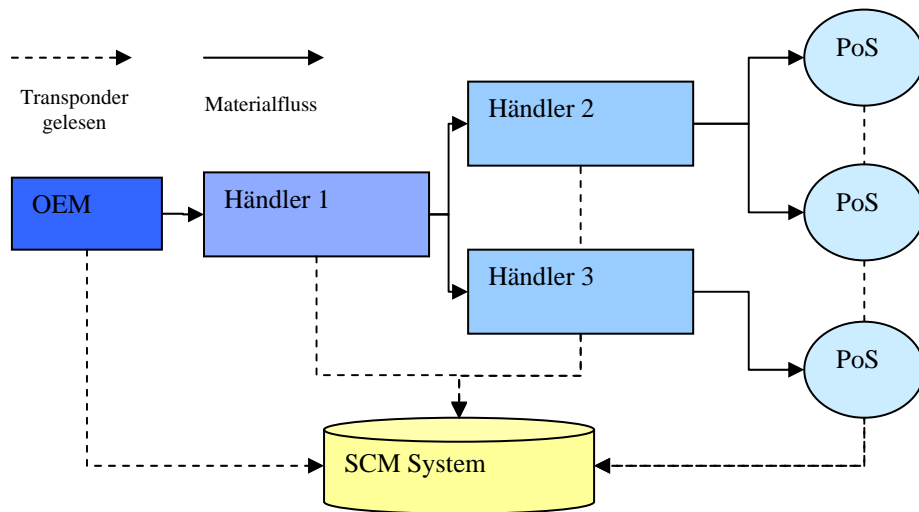 PoS
Transponder
gelesen
Materialfluss
Händler 2
OEM
Händler 1
PoS
Händler 3
PoS
SCM System